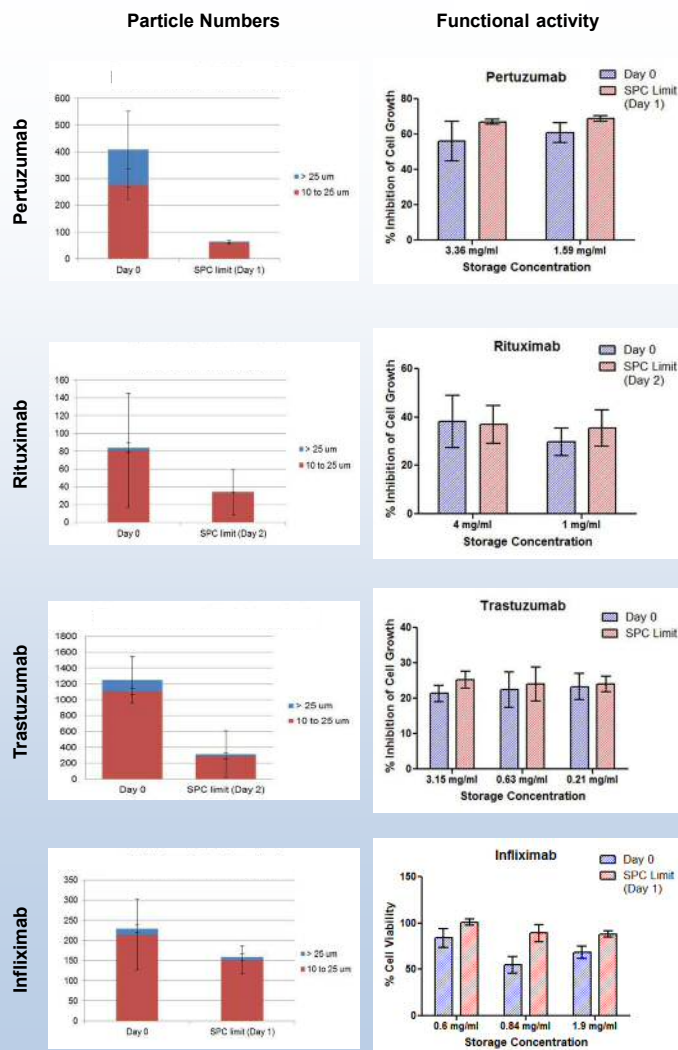 Particle Numbers
Functional activity
Pertuzumab
600
500
400
300
200
100
0
Day 0
SPC limit (Day 1)
> 25 um
10 to 25 um
Pertuzumab
Day 0
SPC Limit
(Day 1)
% Inhibition of Cell Growth
80
60
40
20
0
3.36 mg/ml
1.59 mg/ml
Storage Concentration
Rituximab
160
140
120
100
80
60
40
20
0
Day 0
SPC limit (Day 2)
> 25 um
10 to 25 um
Rituximab
Day 0
SPC Limit
(Day 2)
% Inhibition of Cell Growth
60
40
20
0
4 mg/ml
1 mg/ml
Storage Concentration
Trastuzumab
1800
1600
1400
1200
1000
800
600
400
200
0
Day 0
SPC limit (Day 2)
> 25 um
10 to 25 um
Trastuzumab
Day 0
SPC Limit
% Inhibition of Cell Growth
40
30
20
10
0
3.15 mg/ml
0.63 mg/ml
0.21 mg/ml
Storage Concentration
Infliximab
350
300
250
200
150
100
50
0
Day 0
SPC limit (Day 1)
> 25 um
10 to 25 um
Infliximab
Day 0
SPC Limit
(Day 1)
% Cell Viability
150
100
50
0
0.6 mg/ml
0.84 mg/ml
1.9 mg/ml
Storage Concentration